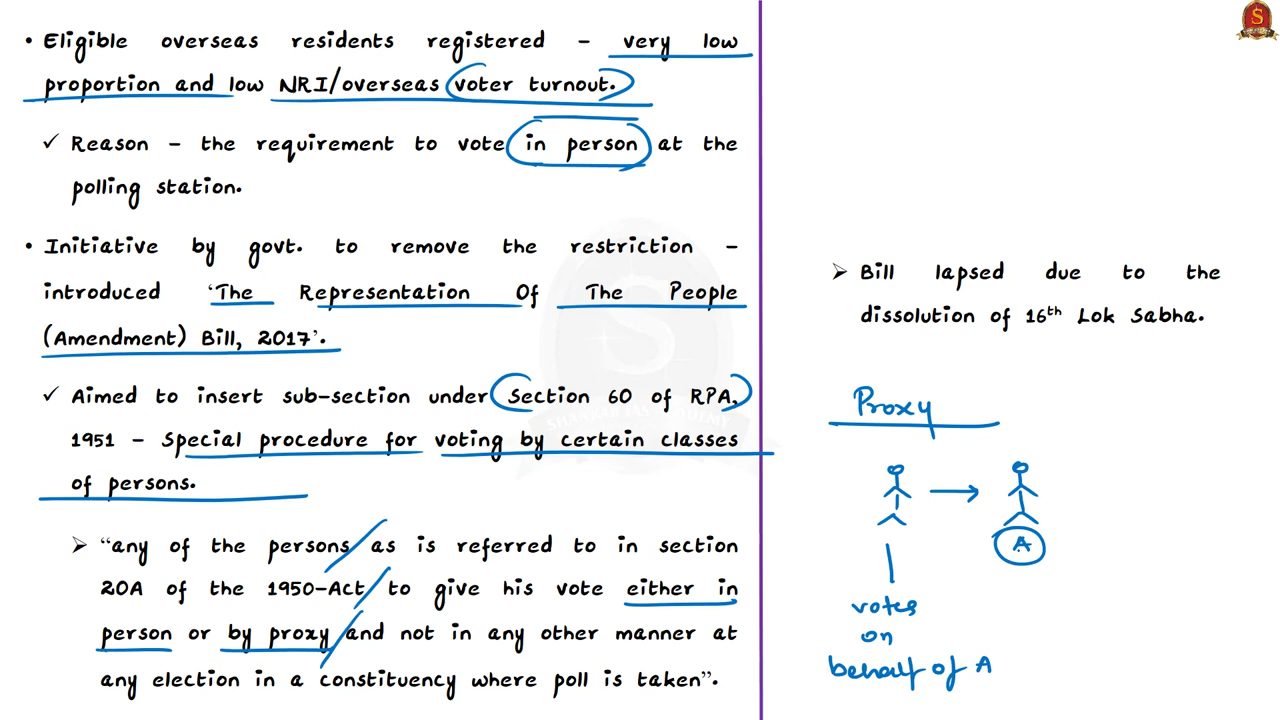 • Eligible overseas residents registered – very low
proportion and low NRI/overseas voter turnout.
✓ Reason – the requirement to vote in person at the
polling station.
• Initiative by govt. to remove the restriction –
introduced 'The Representation Of The People
(Amendment) Bill, 2017'.
✓ Aimed to insert sub-section under Section 60 of RPA,
1951 – Special procedure for voting by certain classes
of persons.
➢ "any of the persons as is referred to in section
20A of the 1950-Act to give his vote either in
person or by proxy and not in any other manner at
any election in a constituency where poll is taken".
➢ Bill lapsed due to the
dissolution of 16th Lok Sabha.
Proxy
A
votes
on
behalf of A
S